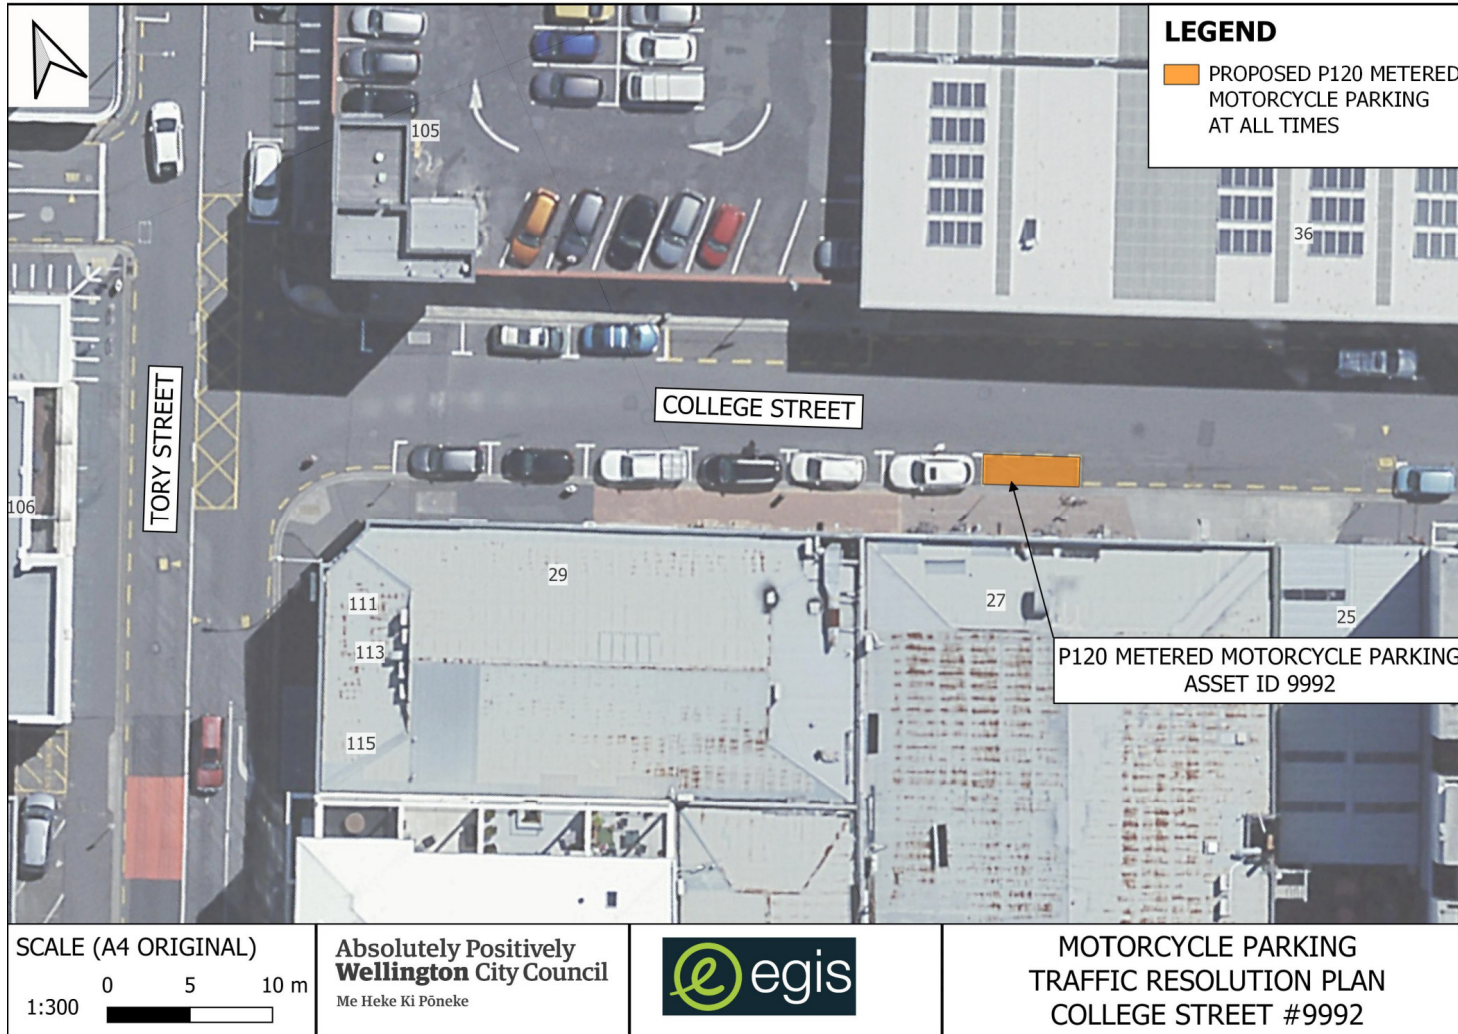 LEGEND
PROPOSED P120 METERED
MOTORCYCLE PARKING
AT ALL TIMES
105
36
TORY STREET
COLLEGE STREET
106
29
111
113
115
27
25
P120 METERED MOTORCYCLE PARKING
ASSET ID 9992
SCALE (A4 ORIGINAL)
1:300
0 5 10 m
Absolutely Positively
Wellington City Council
Me Heke Ki Pōneke
egis
MOTORCYCLE PARKING
TRAFFIC RESOLUTION PLAN
COLLEGE STREET #9992